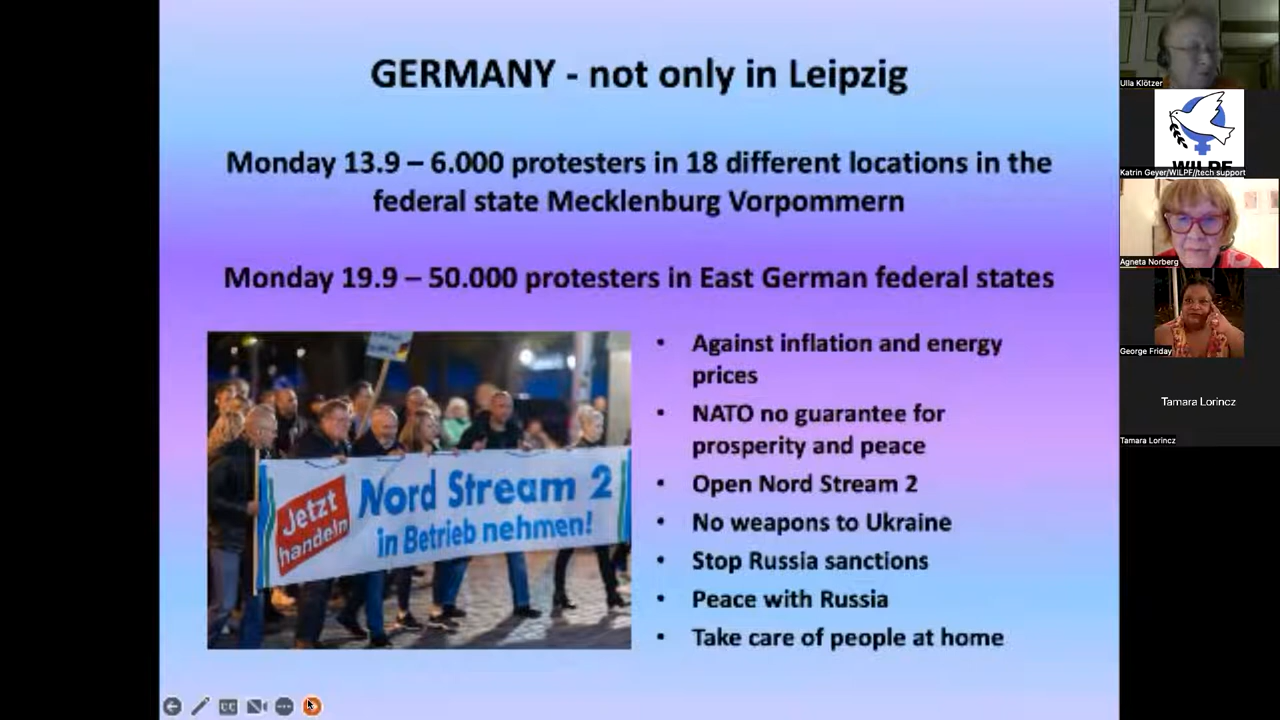 GERMANY - not only in Leipzig
Monday 13.9 – 6.000 protesters in 18 different locations in the
federal state Mecklenburg Vorpommern
Monday 19.9 – 50.000 protesters in East German federal states
Jetzt
handeln
Nord Stream 2
in Betrieb nehmen!
• Against inflation and energy
prices
• NATO no guarantee for
prosperity and peace
• Open Nord Stream 2
• No weapons to Ukraine
• Stop Russia sanctions
• Peace with Russia
• Take care of people at home
CC
Ulla Klötzer
WILPF
Katrin Geyer/WILPF//tech support
Agneta Norberg
George Friday
Tamara Lorincz
Tamara Lorincz